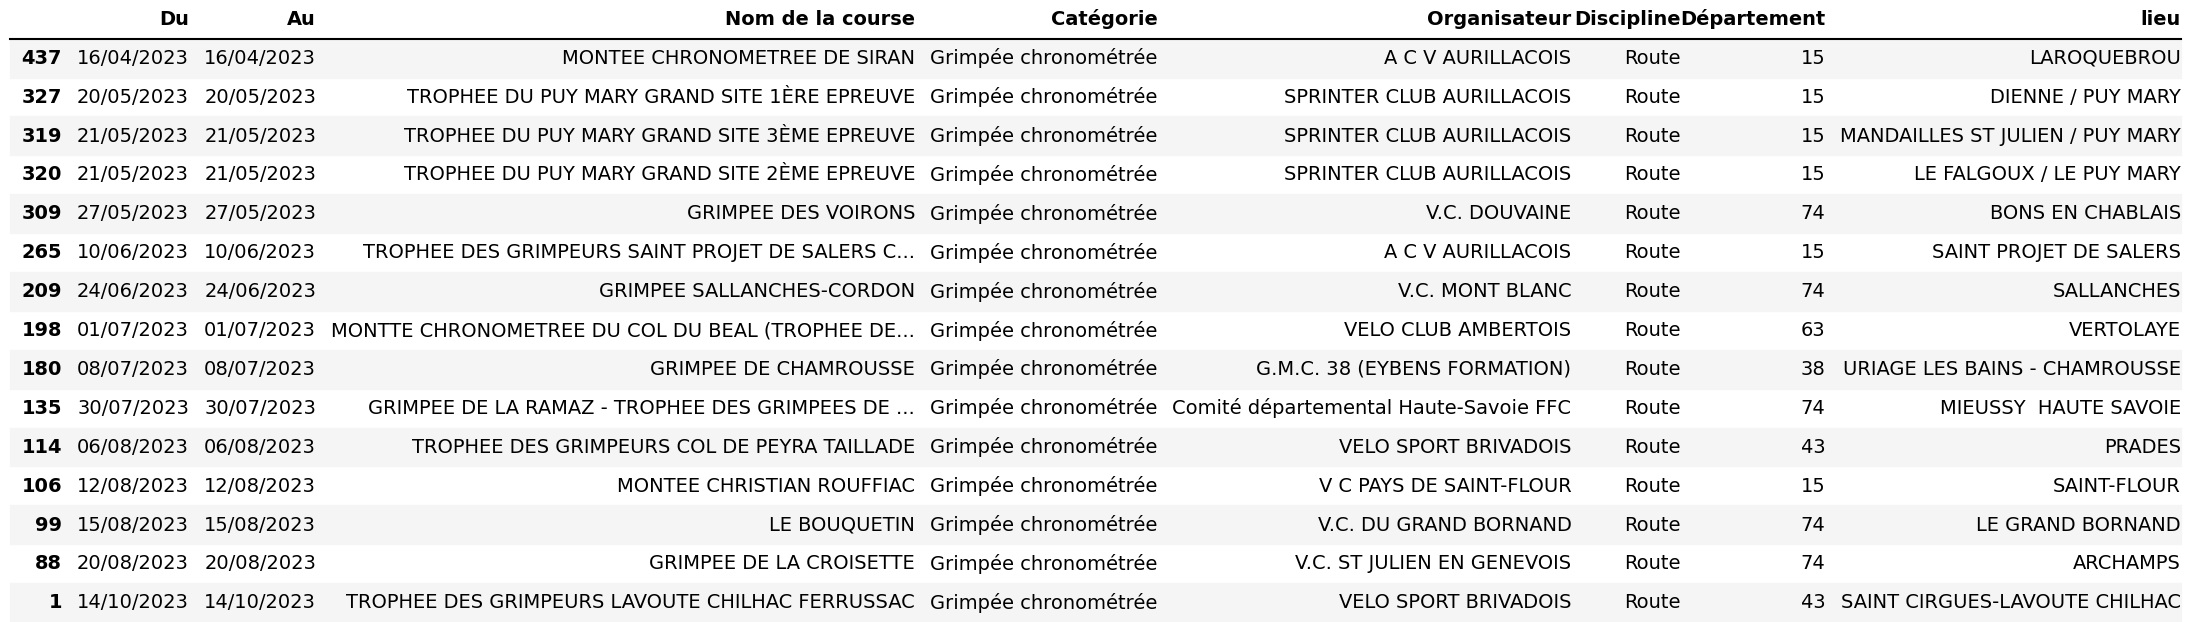 Du Au Nom de la course Catégorie Organisateur Discipline Département lieu
437 16/04/2023 16/04/2023 MONTEE CHRONOMETREE DE SIRAN Grimpée chronométrée A C V AURILLACOIS Route 15 LAROQUEBROU
327 20/05/2023 20/05/2023 TROPHEE DU PUY MARY GRAND SITE 1ÈRE EPREUVE Grimpée chronométrée SPRINTER CLUB AURILLACOIS Route 15 DIENNE / PUY MARY
319 21/05/2023 21/05/2023 TROPHEE DU PUY MARY GRAND SITE 3ÈME EPREUVE Grimpée chronométrée SPRINTER CLUB AURILLACOIS Route 15 MANDAILLES ST JULIEN / PUY MARY
320 21/05/2023 21/05/2023 TROPHEE DU PUY MARY GRAND SITE 2ÈME EPREUVE Grimpée chronométrée SPRINTER CLUB AURILLACOIS Route 15 LE FALGOUX / LE PUY MARY
309 27/05/2023 27/05/2023 GRIMPEE DES VOIRONS Grimpée chronométrée V.C. DOUVAINE Route 74 BONS EN CHABLAIS
265 10/06/2023 10/06/2023 TROPHEE DES GRIMPEURS SAINT PROJET DE SALERS C... Grimpée chronométrée A C V AURILLACOIS Route 15 SAINT PROJET DE SALERS
209 24/06/2023 24/06/2023 GRIMPEE SALLANCHES-CORDON Grimpée chronométrée V.C. MONT BLANC Route 74 SALLANCHES
198 01/07/2023 01/07/2023 MONTTE CHRONOMETREE DU COL DU BEAL (TROPHEE DE... Grimpée chronométrée VELO CLUB AMBERTOIS Route 63 VERTOLAYE
180 08/07/2023 08/07/2023 GRIMPEE DE CHAMROUSSE Grimpée chronométrée G.M.C. 38 (EYBENS FORMATION) Route 38 URIAGE LES BAINS - CHAMROUSSE
135 30/07/2023 30/07/2023 GRIMPEE DE LA RAMAZ - TROPHEE DES GRIMPEES DE ... Grimpée chronométrée Comité départemental Haute-Savoie FFC Route 74 MIEUSSY  HAUTE SAVOIE
114 06/08/2023 06/08/2023 TROPHEE DES GRIMPEURS COL DE PEYRA TAILLADE Grimpée chronométrée VELO SPORT BRIVADOIS Route 43 PRADES
106 12/08/2023 12/08/2023 MONTEE CHRISTIAN ROUFFIAC Grimpée chronométrée V C PAYS DE SAINT-FLOUR Route 15 SAINT-FLOUR
99 15/08/2023 15/08/2023 LE BOUQUETIN Grimpée chronométrée V.C. DU GRAND BORNAND Route 74 LE GRAND BORNAND
88 20/08/2023 20/08/2023 GRIMPEE DE LA CROISETTE Grimpée chronométrée V.C. ST JULIEN EN GENEVOIS Route 74 ARCHAMPS
1 14/10/2023 14/10/2023 TROPHEE DES GRIMPEURS LAVOUTE CHILHAC FERRUSSAC Grimpée chronométrée VELO SPORT BRIVADOIS Route 43 SAINT CIRGUES-LAVOUTE CHILHAC